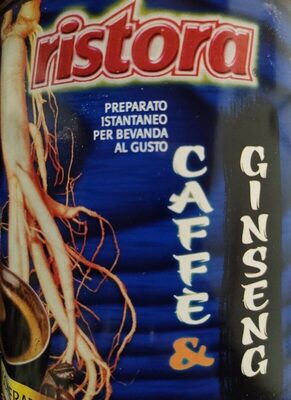 ristora
PREPARATO
ISTANTANEO
PER BEVANDA
AL GUSTO
CAFFÈ
&
GINSENG